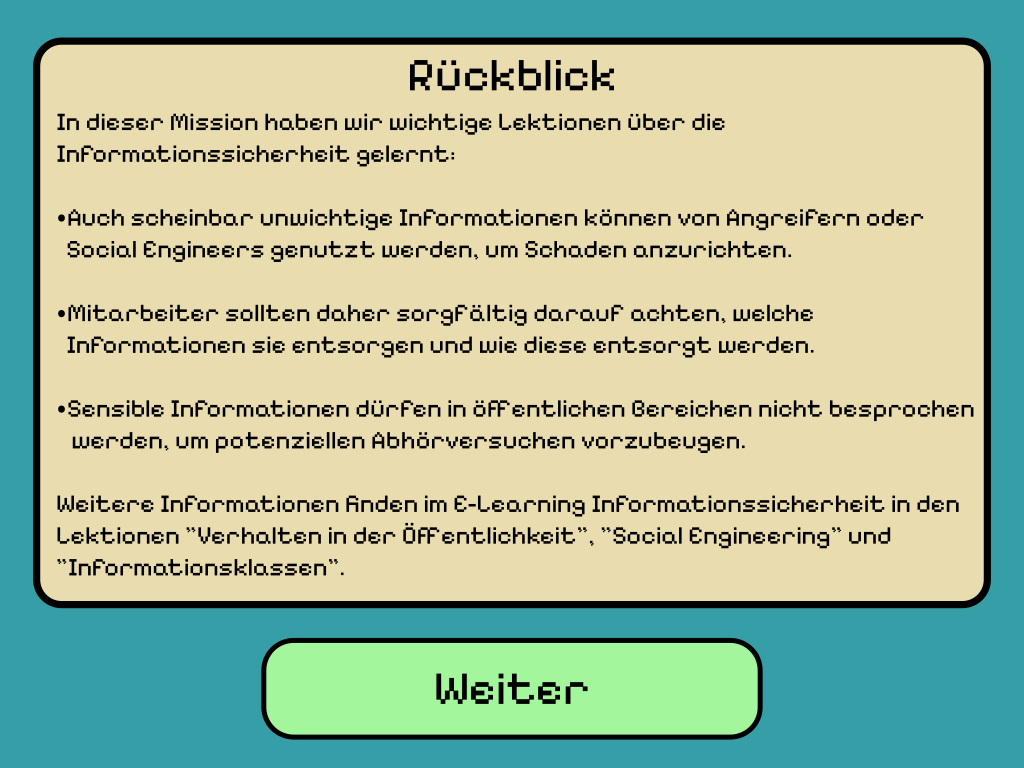 Rückblick
In dieser Mission haben wir wichtige Lektionen über die
Informationssicherheit gelernt:
•Auch scheinbar unwichtige Informationen können von Angreifern oder
Social Engineers genutzt werden, um Schaden anzurichten.
•Mitarbeiter sollten daher sorgfältig darauf achten, welche
Informationen sie entsorgen und wie diese entsorgt werden.
•Sensible Informationen dürfen in öffentlichen Bereichen nicht besprochen
werden, um potenziellen Abhörversuchen vorzubeugen.
Weitere Informationen finden im E-Learning Informationssicherheit in den
Lektionen "Verhalten in der Öffentlichkeit", "Social Engineering" und
"Informationsklassen".
Weiter